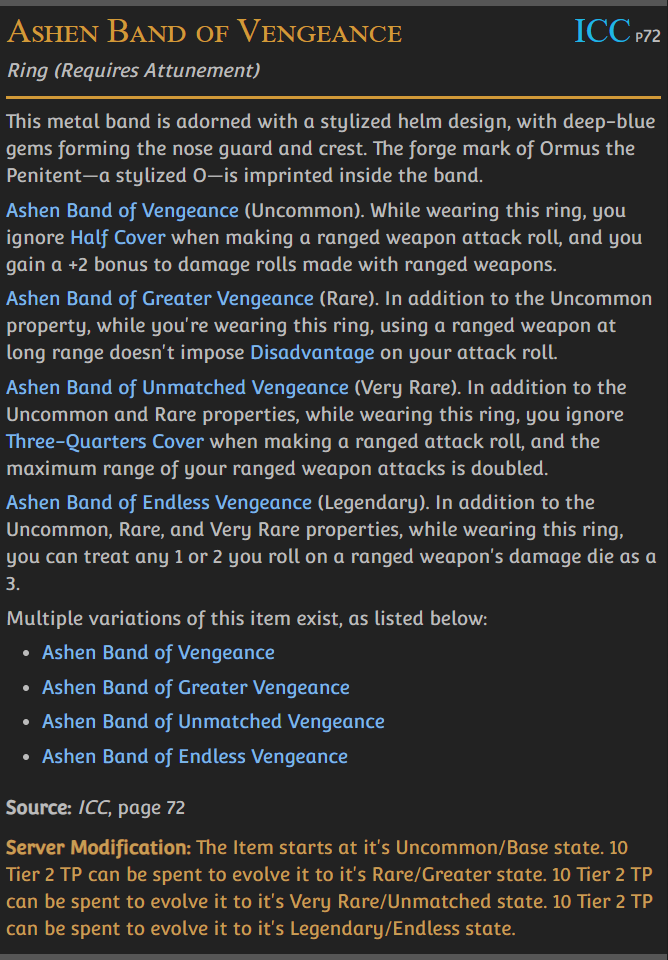 Ashen Band of Vengeance ICC P72
Ring (Requires Attunement)
This metal band is adorned with a stylized helm design, with deep-blue
gems forming the nose guard and crest. The forge mark of Ormus the
Penitent—a stylized O—is imprinted inside the band.
Ashen Band of Vengeance (Uncommon). While wearing this ring, you
ignore Half Cover when making a ranged weapon attack roll, and you
gain a +2 bonus to damage rolls made with ranged weapons.
Ashen Band of Greater Vengeance (Rare). In addition to the Uncommon
property, while you're wearing this ring, using a ranged weapon at
long range doesn't impose Disadvantage on your attack roll.
Ashen Band of Unmatched Vengeance (Very Rare). In addition to the
Uncommon and Rare properties, while wearing this ring, you ignore
Three-Quarters Cover when making a ranged attack roll, and the
maximum range of your ranged weapon attacks is doubled.
Ashen Band of Endless Vengeance (Legendary). In addition to the
Uncommon, Rare, and Very Rare properties, while wearing this ring,
you can treat any 1 or 2 you roll on a ranged weapon's damage die as a
3.
Multiple variations of this item exist, as listed below:
• Ashen Band of Vengeance
• Ashen Band of Greater Vengeance
• Ashen Band of Unmatched Vengeance
• Ashen Band of Endless Vengeance
Source: ICC, page 72
Server Modification: The Item starts at it's Uncommon/Base state. 10
Tier 2 TP can be spent to evolve it to it's Rare/Greater state. 10 Tier 2 TP
can be spent to evolve it to it's Very Rare/Unmatched state. 10 Tier 2 TP
can be spent to evolve it to it's Legendary/Endless state.